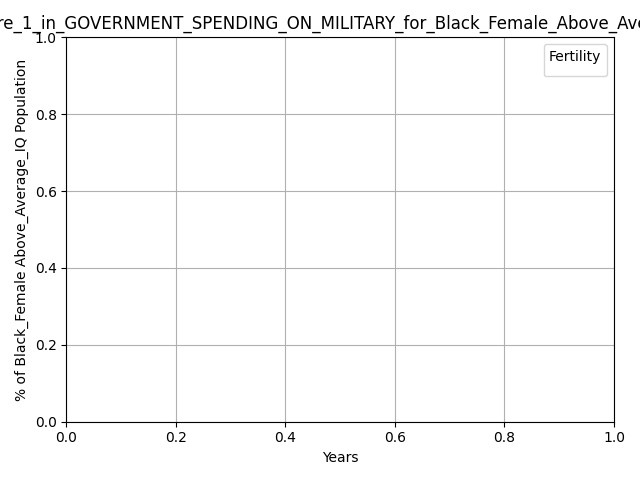 re_1_in_GOVERNMENT_SPENDING_ON_MILITARY_for_Black_Female_Above_Ave
Fertility
% of Black_Female Above_Average_IQ Population
1.0
0.8
0.6
0.4
0.2
0.0
0.0 0.2 0.4 0.6 0.8 1.0
Years